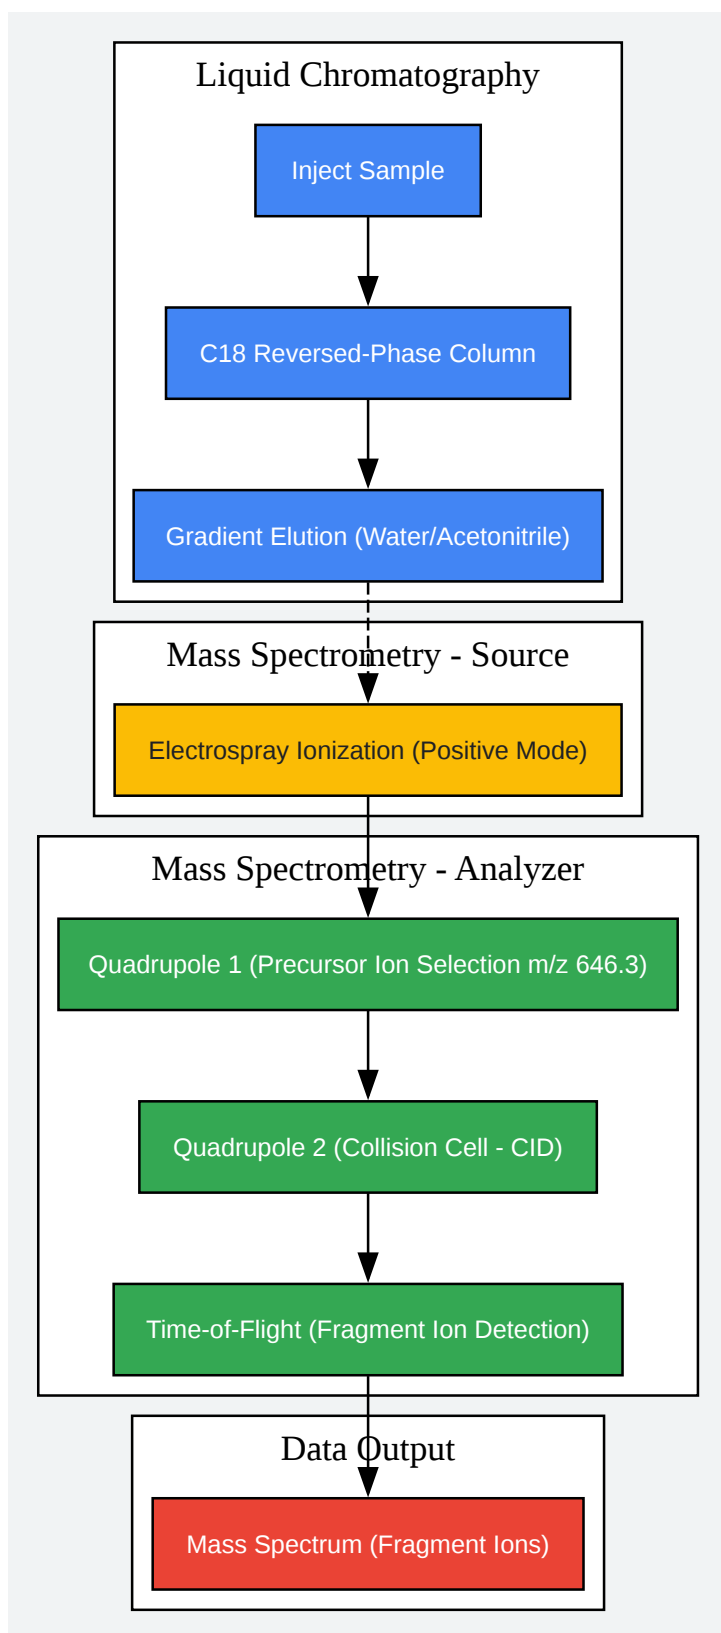 Liquid Chromatography
Inject Sample
C18 Reversed-Phase Column
Gradient Elution (Water/Acetonitrile)
Mass Spectrometry - Source
Electrospray Ionization (Positive Mode)
Mass Spectrometry - Analyzer
Quadrupole 1 (Precursor Ion Selection m/z 646.3)
Quadrupole 2 (Collision Cell - CID)
Time-of-Flight (Fragment Ion Detection)
Data Output
Mass Spectrum (Fragment Ions)